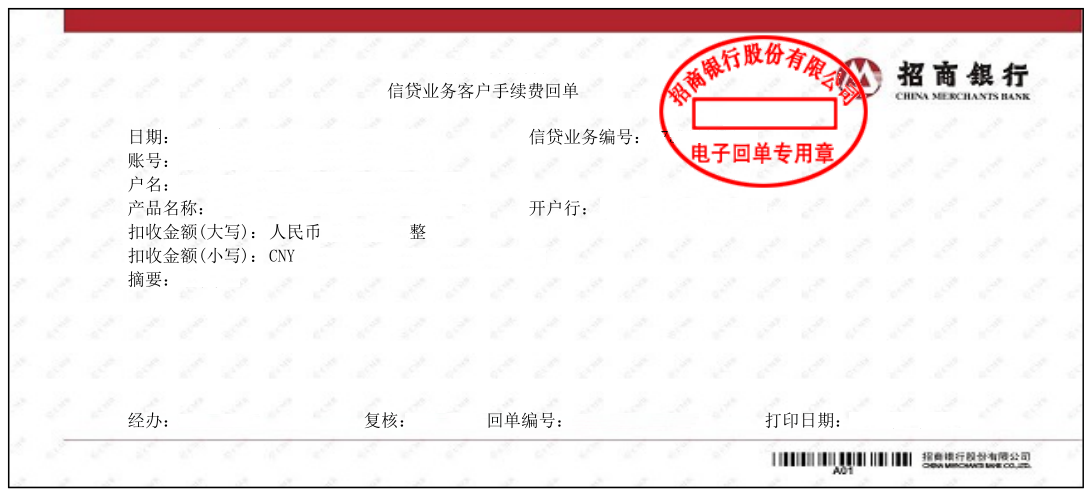 招商银行股份有限公司
招商银行
CHINA MERCHANTS BANK
信贷业务客户手续费回单
日期： 信贷业务编号： 7
电子回单专用章
账号：
户名：
产品名称： 开户行：
扣收金额(大写)：人民币 整
扣收金额(小写)：CNY
摘要：
经办： 复核： 回单编号： 打印日期：
招商银行股份有限公司
CHINA MERCHANTS BANK CO.,LTD.
A01